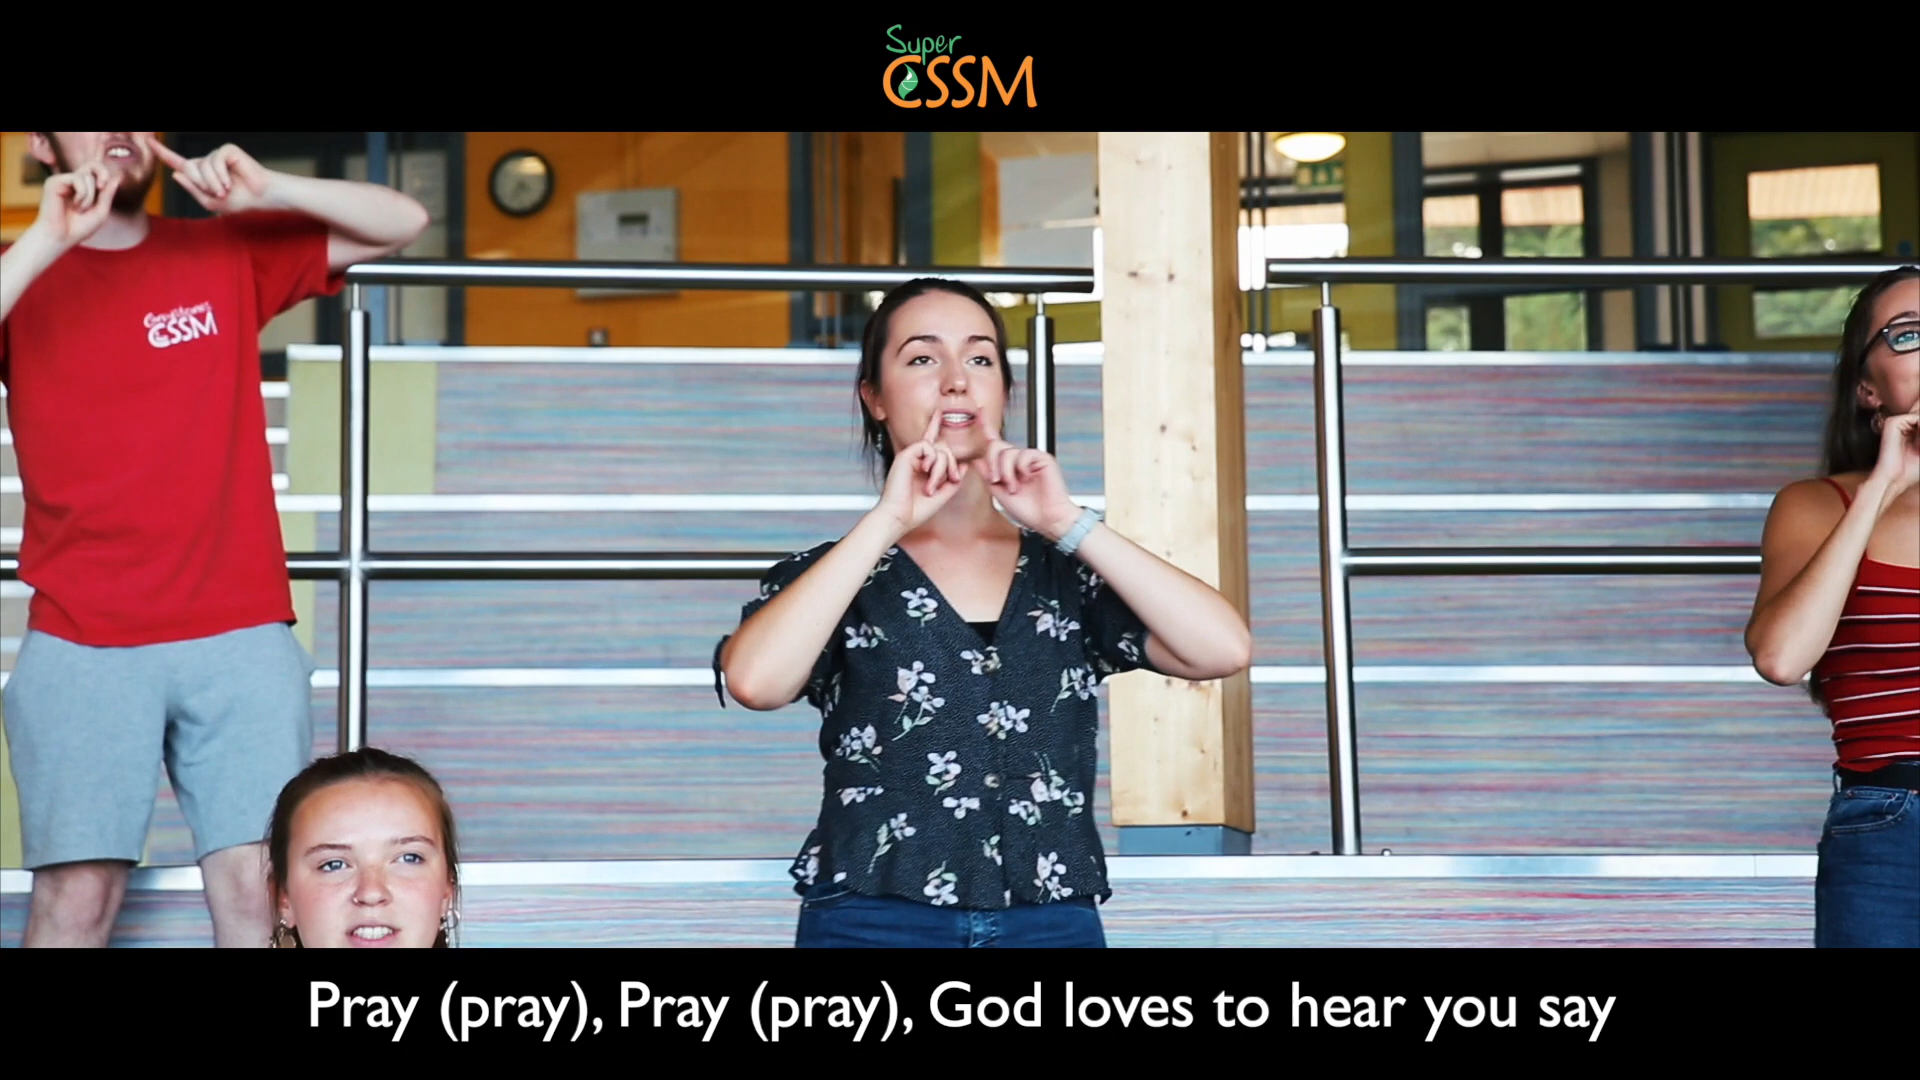 Super
CSSM
CSSM
Pray (pray), Pray (pray), God loves to hear you say